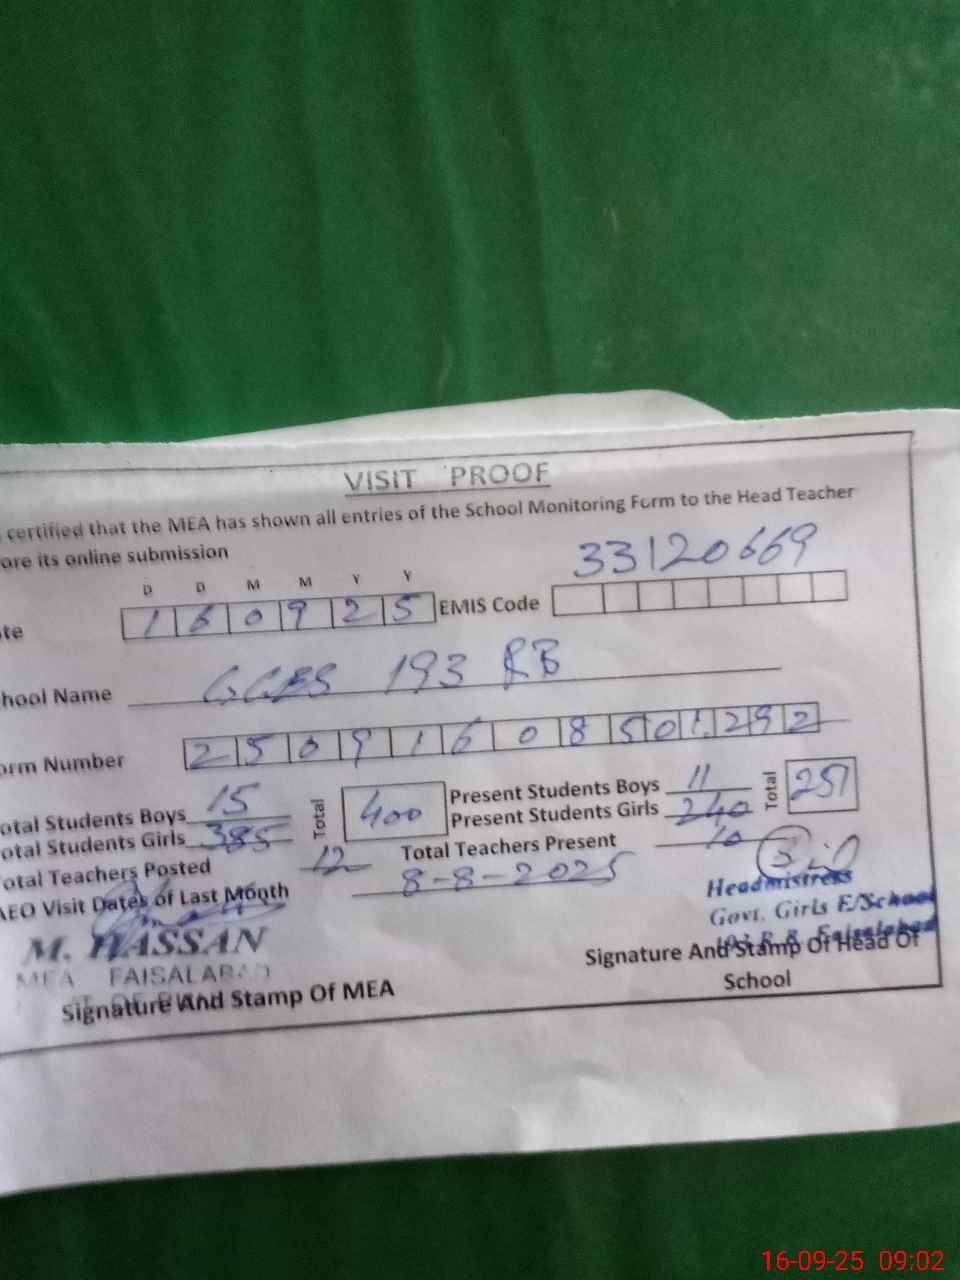 VISIT PROOF
certified that the MEA has shown all entries of the School Monitoring Form to the Head Teacher
ore its online submission
33120669
D D M M Y Y
te 1 6 0 9 2 5 EMIS Code
hool Name GGES 193 RB
orm Number 2 5 0 9 1 6 0 8 5 0 1 2 9 2
otal Students Boys 15 Total 400 Present Students Boys 11 Total 251
otal Students Girls 385 Present Students Girls 240
otal Teachers Posted 12 Total Teachers Present 10
AEO Visit Dates of Last Month 8-8-2025
Headmistress
Govt. Girls E/School
193 R.B. Faisalabad
M. HASSAN
MEA FAISALABAD
Signature And Stamp Of MEA
Signature And Stamp Of Head Of
School
16-09-25 09:02